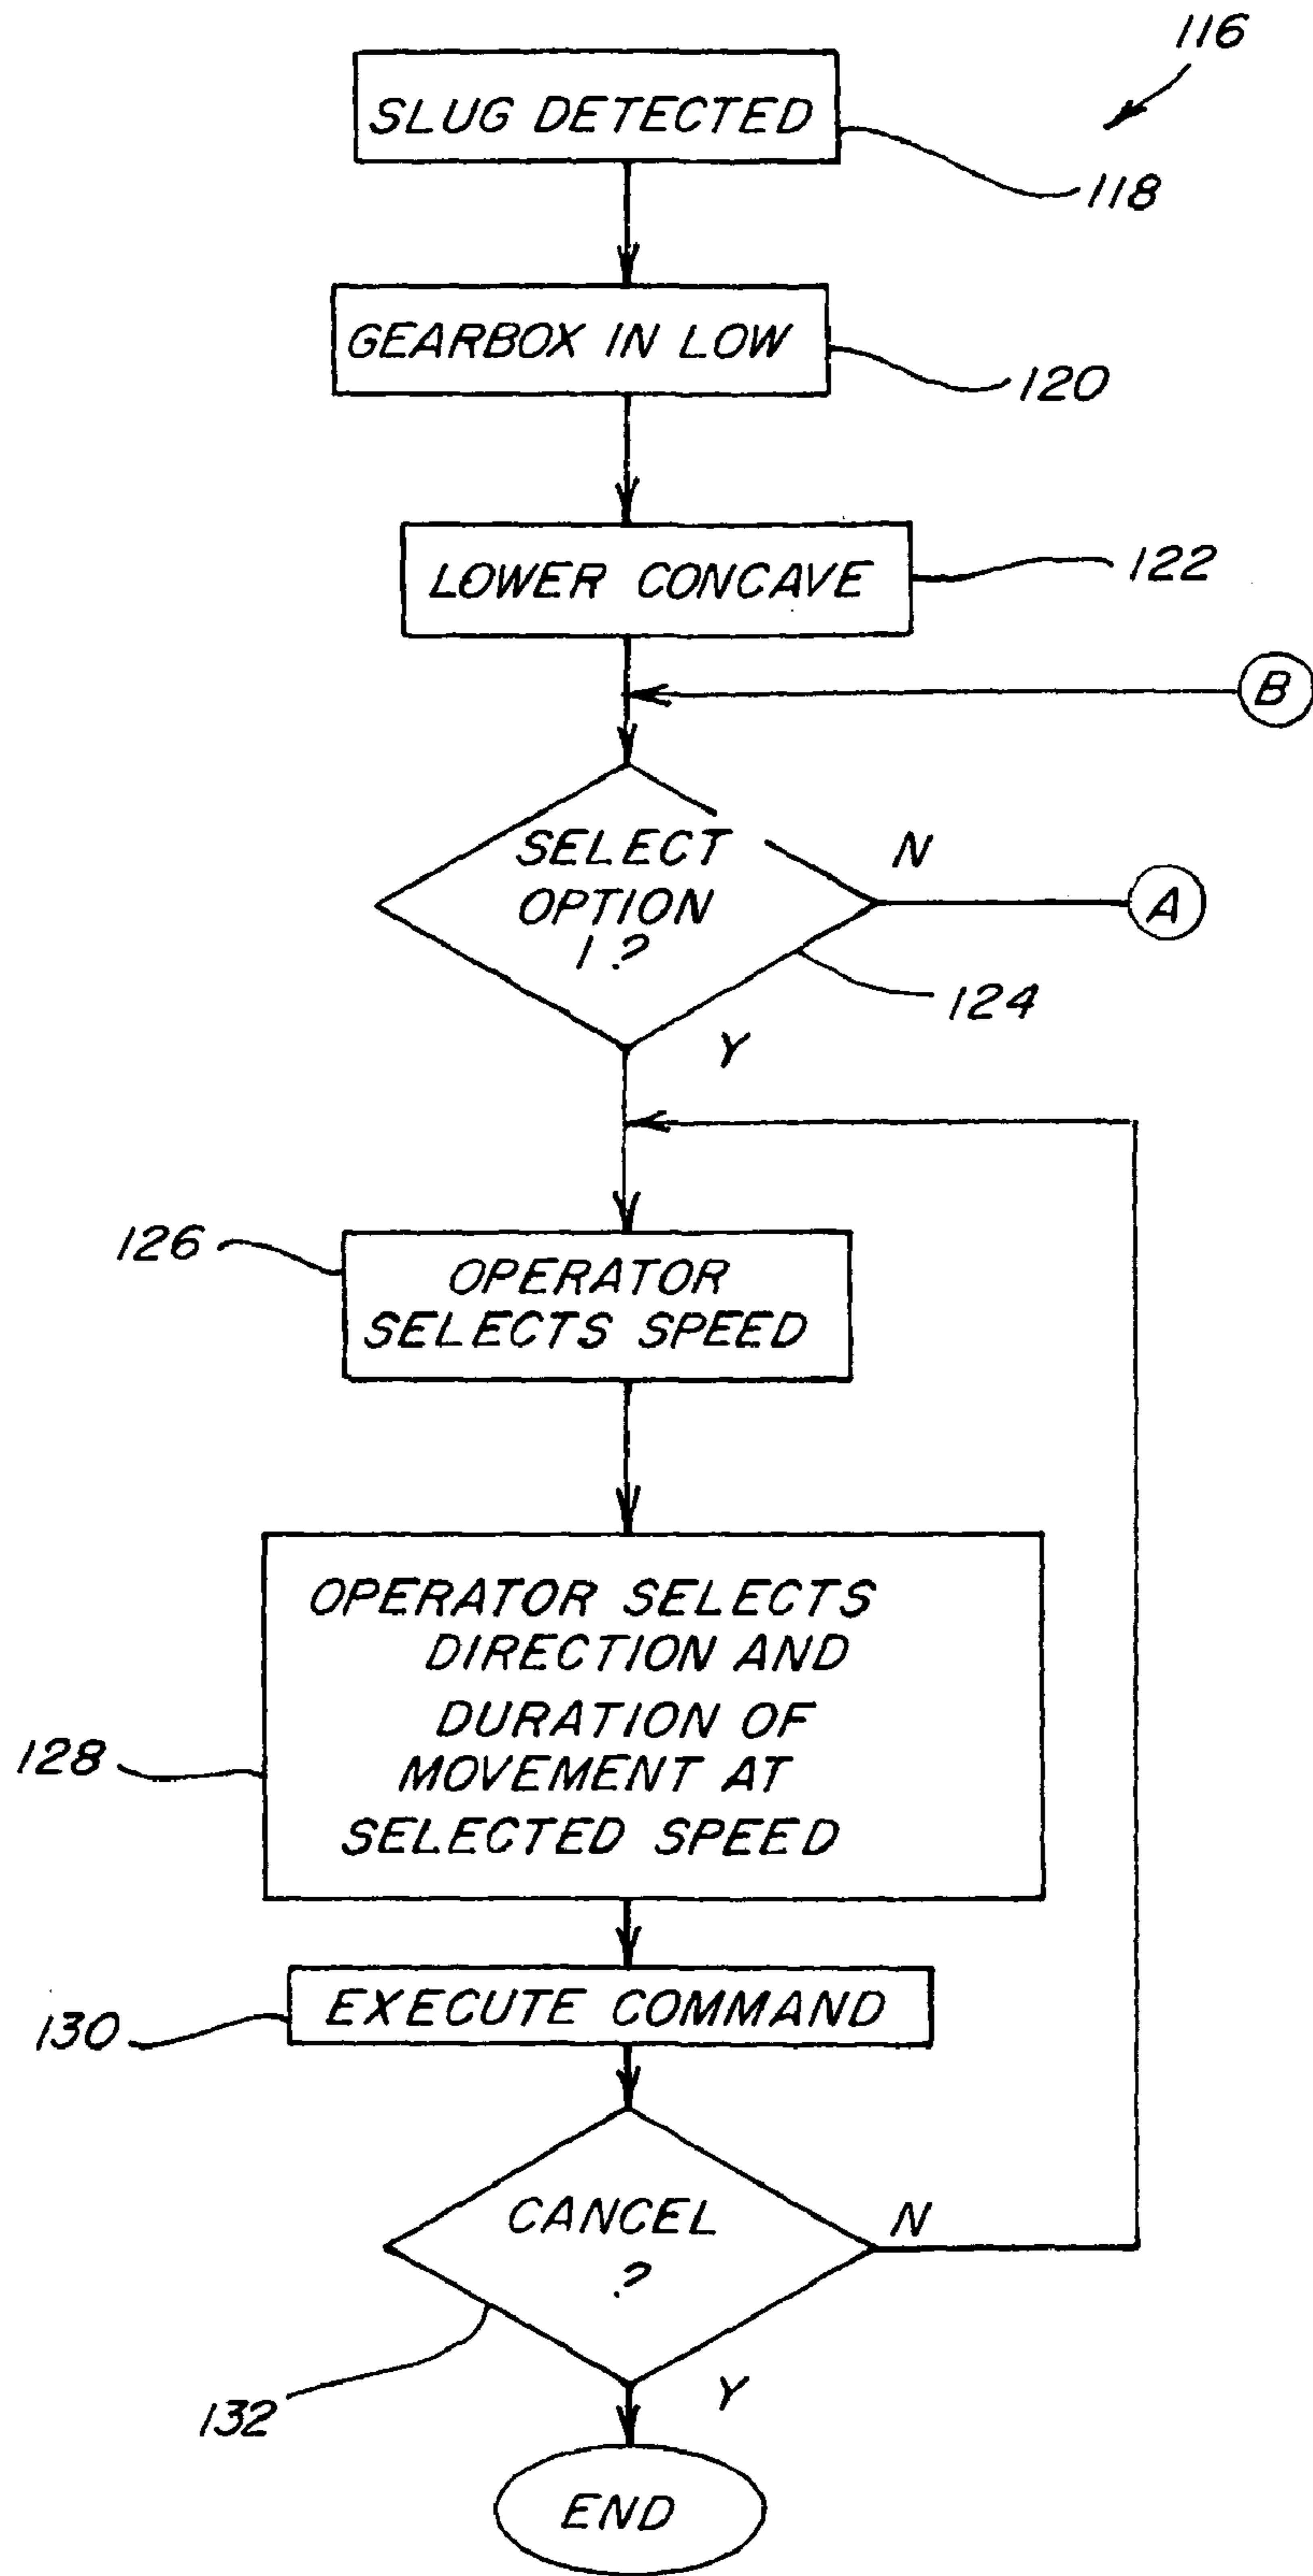 116
SLUG DETECTED
118
GEARBOX IN LOW
120
LOWER CONCAVE
122
B
SELECT
OPTION
1?
N
A
124
Y
126
OPERATOR
SELECTS SPEED
OPERATOR SELECTS
DIRECTION AND
DURATION OF
MOVEMENT AT
SELECTED SPEED
128
EXECUTE COMMAND
130
CANCEL
?
N
132
Y
END